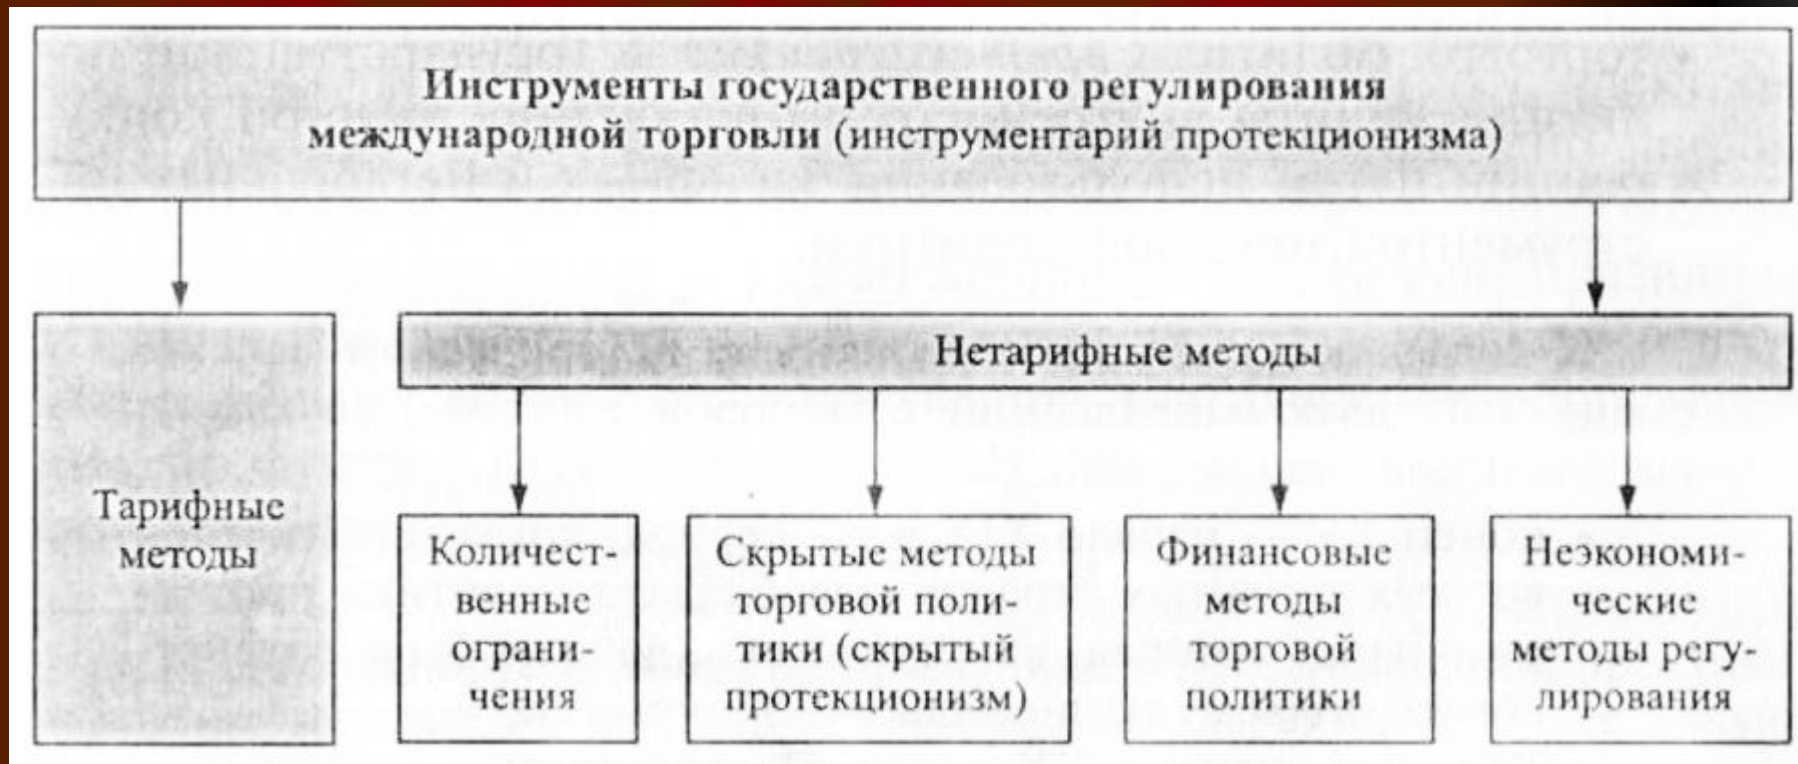 Инструменты государственного регулирования
международной торговли (инструментарий протекционизма)
Нетарифные методы
Тарифные
методы
Количест-
венные
ограни-
чения
Скрытые методы
торговой поли-
тики (скрытый
протекционизм)
Финансовые
методы
торговой
политики
Неэкономи-
ческие
методы регу-
лирования